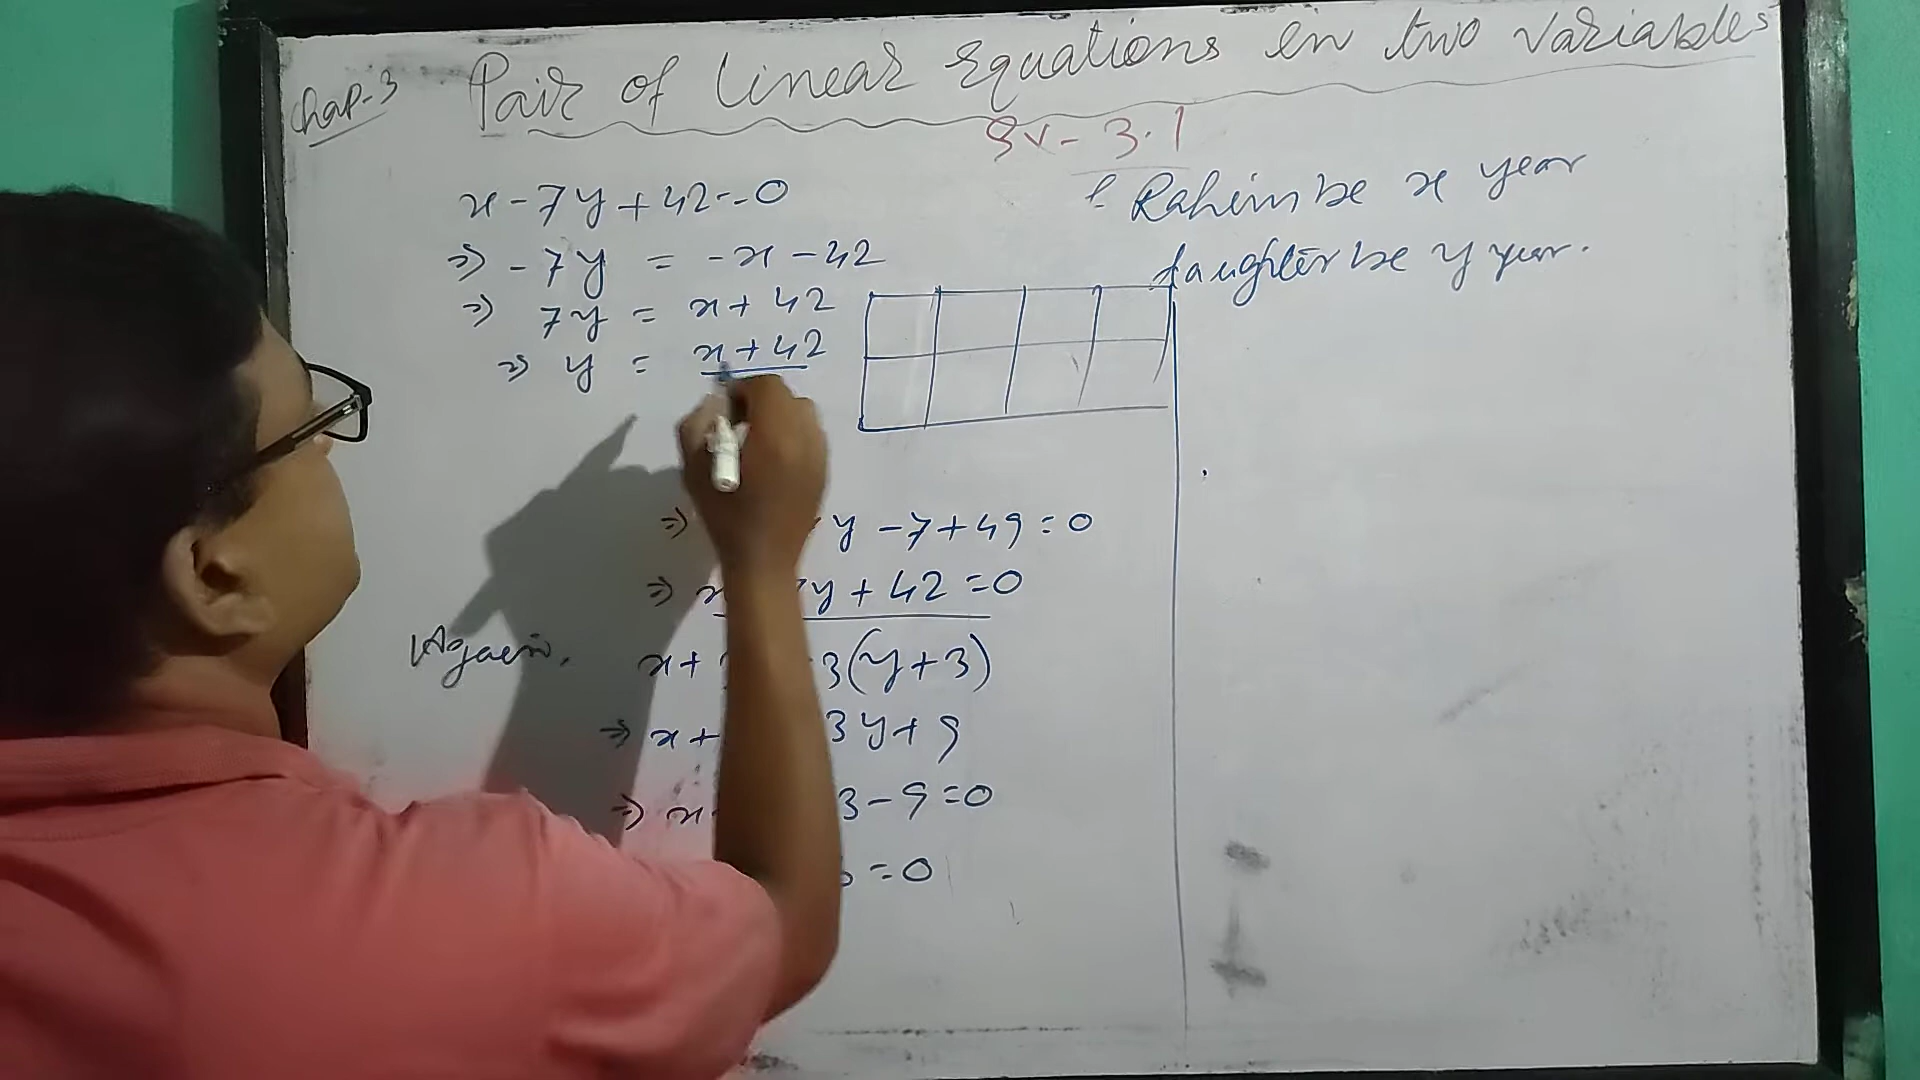 Chap-3 Pair of Linear Equations in two variables
Ex- 3.1
x - 7y + 42 = 0
⇒ - 7y = - x - 42
⇒ 7y = x + 42
⇒ y = x + 42
Rahim be x year
daughter be y year.
⇒ y - 7 + 49 = 0
⇒ x y + 42 = 0
Again, x + 3(y + 3)
⇒ x + 3y + 9
⇒ x 3 - 9 = 0
= 0